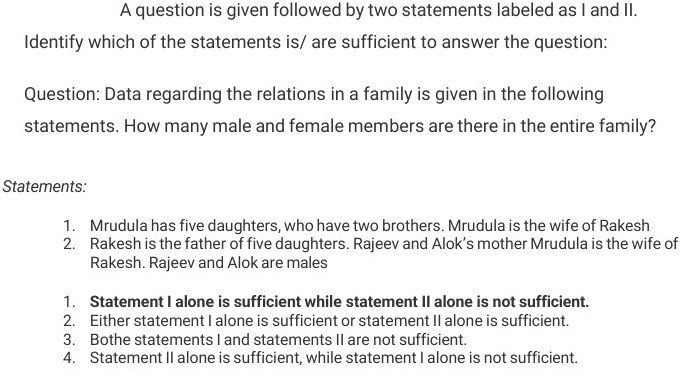 A question is given followed by two statements labeled as I and II.
Identify which of the statements is/ are sufficient to answer the question:
Question: Data regarding the relations in a family is given in the following
statements. How many male and female members are there in the entire family?
Statements:
1. Mrudula has five daughters, who have two brothers. Mrudula is the wife of Rakesh
2. Rakesh is the father of five daughters. Rajeev and Alok's mother Mrudula is the wife of
Rakesh. Rajeev and Alok are males
1. Statement I alone is sufficient while statement II alone is not sufficient.
2. Either statement I alone is sufficient or statement II alone is sufficient.
3. Bothe statements I and statements II are not sufficient.
4. Statement II alone is sufficient, while statement I alone is not sufficient.